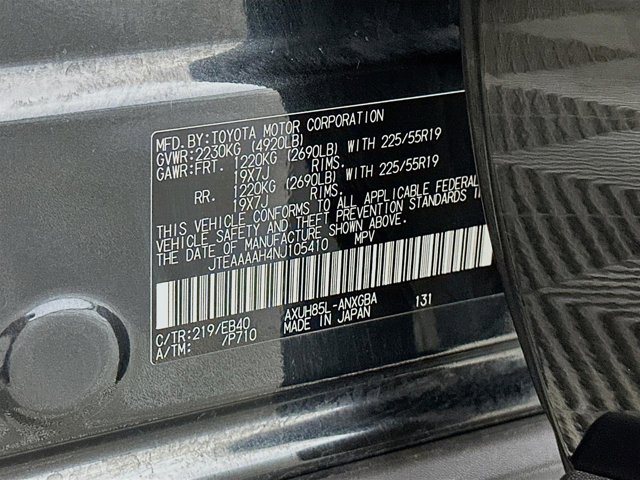 MFD.BY:TOYOTA MOTOR CORPORATION
GVWR:2230KG (4920LB)
GAWR:FRT. 1220KG (2690LB) WITH 225/55R19
19X7J RIMS.
RR. 1220KG (2690LB) WITH 225/55R19
19X7J RIMS.
THIS VEHICLE CONFORMS TO ALL APPLICABLE FEDERAL
VEHICLE SAFETY AND THEFT PREVENTION STANDARDS I
EFFECT ON THE DATE OF MANUFACTURE SHOWN ABOVE.
JTEAAAAH4NJ105410 MPV
C/TR:219/EB40 AXUH85L-ANXGBA 131
A/TM: 7P710 MADE IN JAPAN